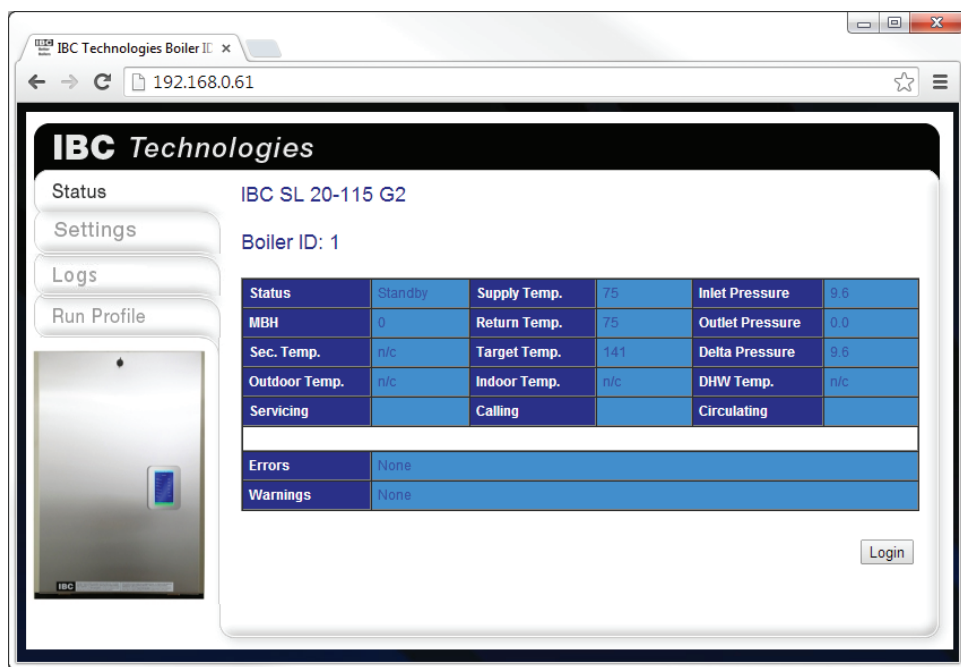 IBC Technologies Boiler ID
192.168.0.61
IBC Technologies
Status
Settings
Logs
Run Profile
IBC SL 20-115 G2
Boiler ID: 1
Status Standby Supply Temp. 75 Inlet Pressure 9.6
MBH 0 Return Temp. 75 Outlet Pressure 0.0
Sec. Temp. n/c Target Temp. 141 Delta Pressure 9.6
Outdoor Temp. n/c Indoor Temp. n/c DHW Temp. n/c
Servicing Calling Circulating
Errors None
Warnings None
Login
IBC